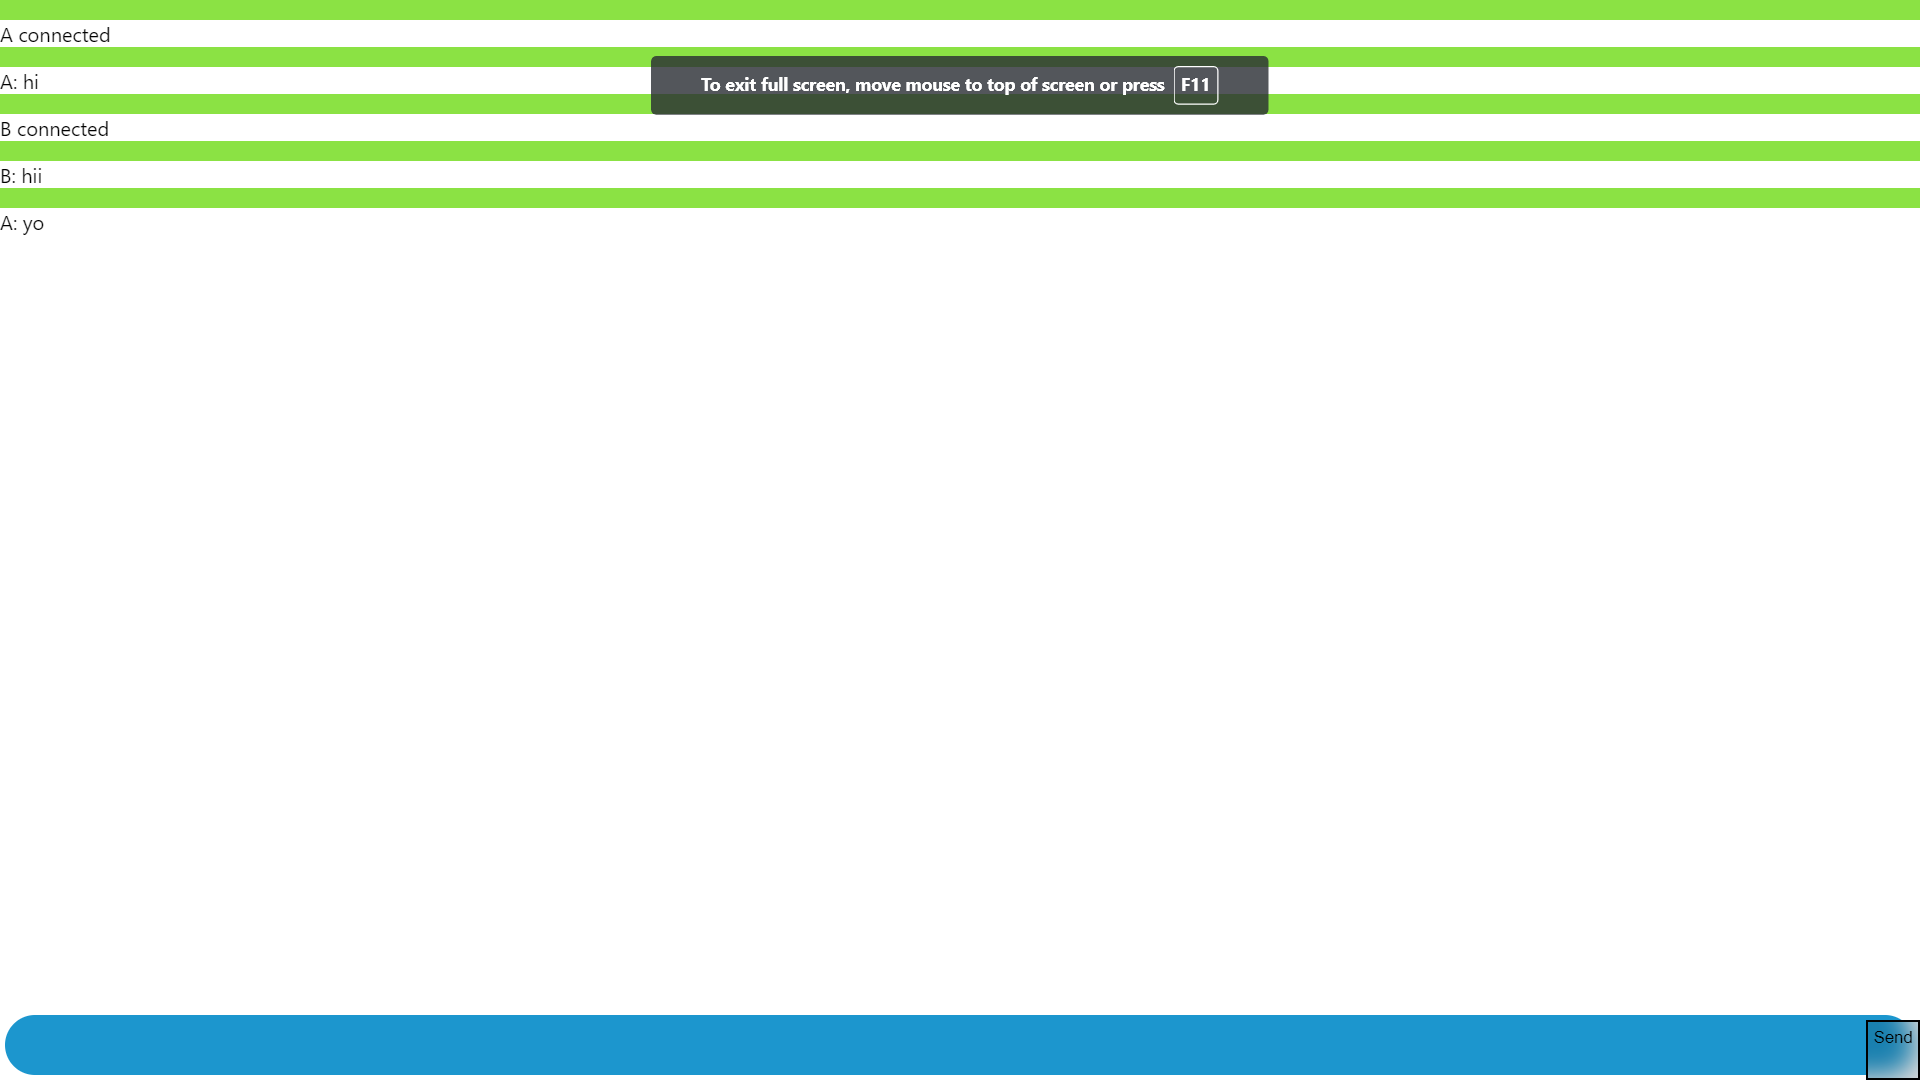 A connected
To exit full screen, move mouse to top of screen or press F11
A: hi
B connected
B: hii
A: yo
Send